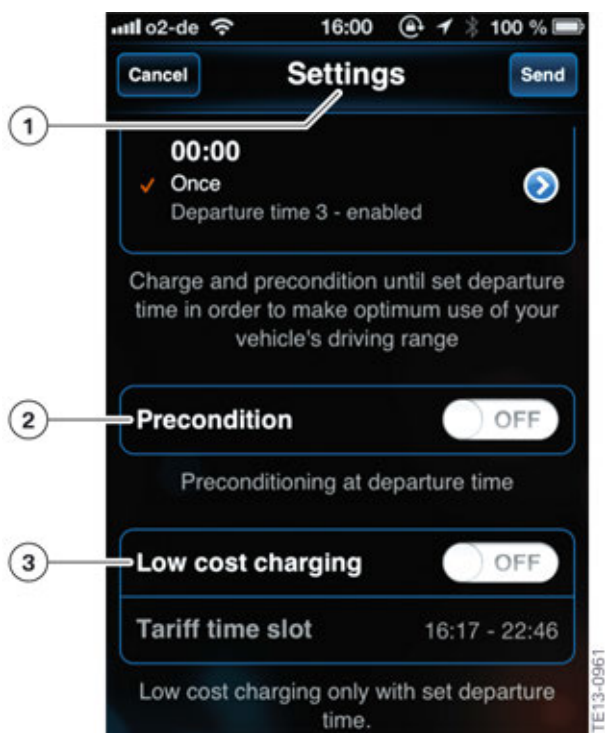 o2-de 16:00 100 %
Cancel Settings Send
1
00:00
Once
Departure time 3 - enabled
Charge and precondition until set departure
time in order to make optimum use of your
vehicle's driving range
2
Precondition OFF
Preconditioning at departure time
3
Low cost charging OFF
Tariff time slot 16:17 - 22:46
Low cost charging only with set departure
time.
TE13-0961